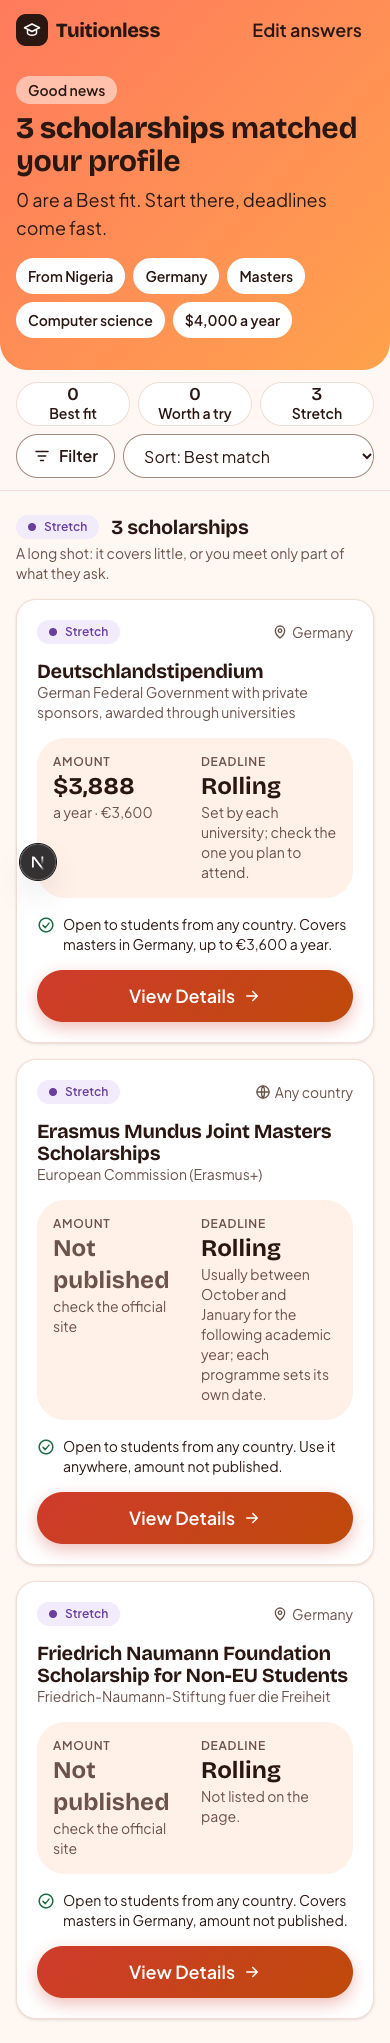 Tuitionless
Edit answers
Good news
3 scholarships matched
your profile
0 are a Best fit. Start there, deadlines
come fast.
From Nigeria
Germany
Masters
Computer science
$4,000 a year
0
Best fit
0
Worth a try
3
Stretch
Filter
Sort: Best match
Stretch
3 scholarships
A long shot: it covers little, or you meet only part of
what they ask.
Stretch
Germany
Deutschlandstipendium
German Federal Government with private
sponsors, awarded through universities
AMOUNT
$3,888
a year · €3,600
DEADLINE
Rolling
Set by each
university; check the
one you plan to
attend.
N
Open to students from any country. Covers
masters in Germany, up to €3,600 a year.
View Details
Stretch
Any country
Erasmus Mundus Joint Masters
Scholarships
European Commission (Erasmus+)
AMOUNT
Not
published
check the official
site
DEADLINE
Rolling
Usually between
October and
January for the
following academic
year; each
programme sets its
own date.
Open to students from any country. Use it
anywhere, amount not published.
View Details
Stretch
Germany
Friedrich Naumann Foundation
Scholarship for Non-EU Students
Friedrich-Naumann-Stiftung fuer die Freiheit
AMOUNT
Not
published
check the official
site
DEADLINE
Rolling
Not listed on the
page.
Open to students from any country. Covers
masters in Germany, amount not published.
View Details